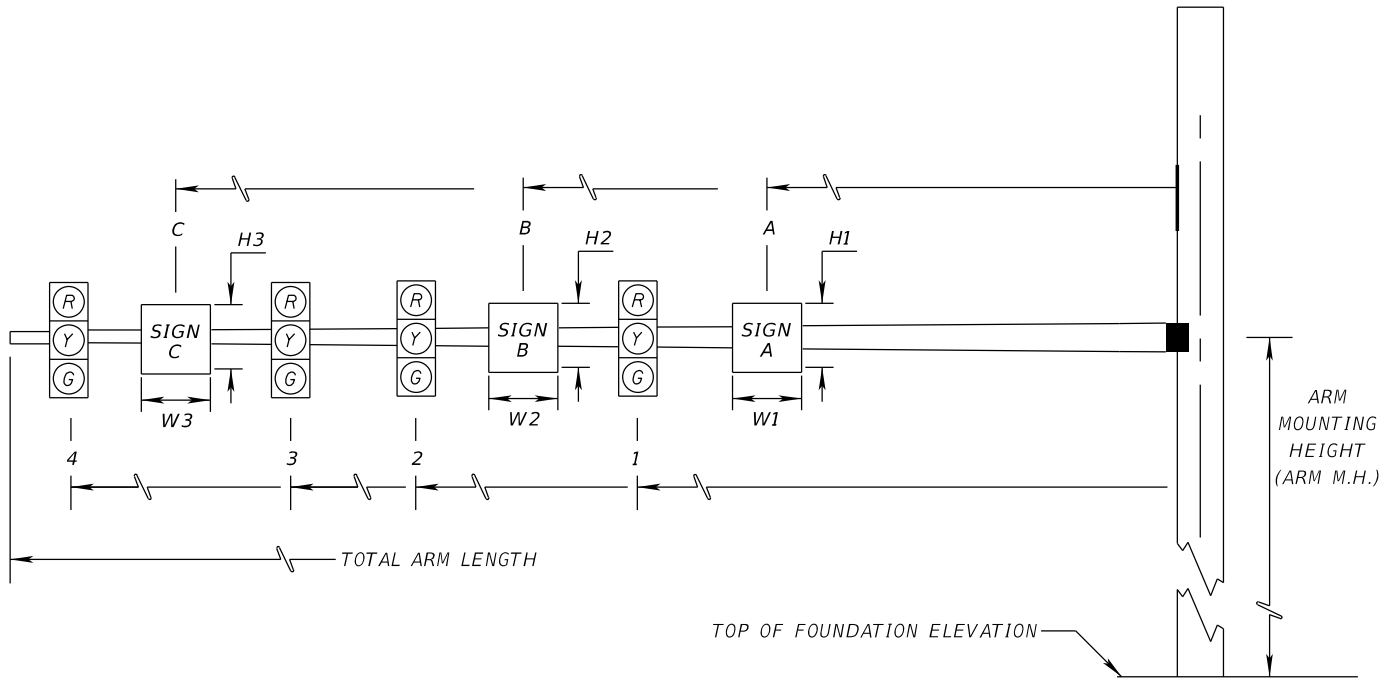 C
B
A
H3
H2
H1
R
R
R
R
SIGN
C
SIGN
B
SIGN
A
Y
Y
Y
Y
G
G
G
G
W3
W2
W1
4
3
2
1
ARM
MOUNTING
HEIGHT
(ARM M.H.)
TOTAL ARM LENGTH
TOP OF FOUNDATION ELEVATION